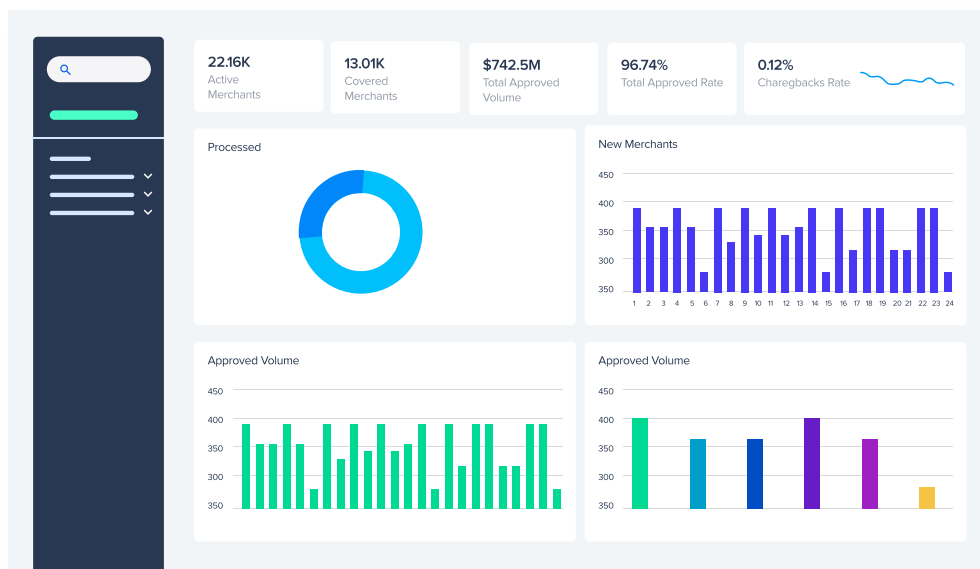 22.16K
Active
Merchants
13.01K
Covered
Merchants
$742.5M
Total Approved
Volume
96.74%
Total Approved Rate
0.12%
Charegbacks Rate
Processed
New Merchants
450
400
350
300
350
1 2 3 4 5 6 7 8 9 10 11 12 13 14 15 16 17 18 19 20 21 22 23 24
Approved Volume
450
400
350
300
350
Approved Volume
450
400
350
300
350